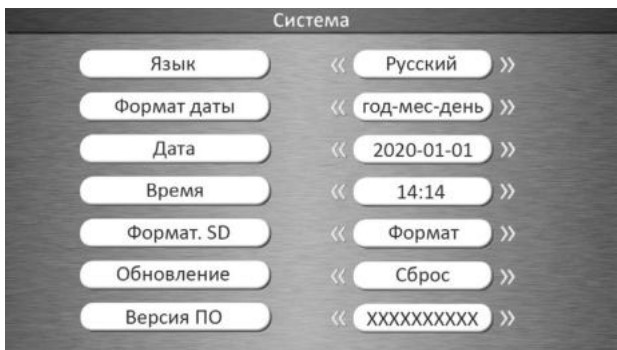 Система
Язык « Русский »
Формат даты « год-мес-день »
Дата « 2020-01-01 »
Время « 14:14 »
Формат. SD « Формат »
Обновление « Сброс »
Версия ПО « XXXXXXXXXX »